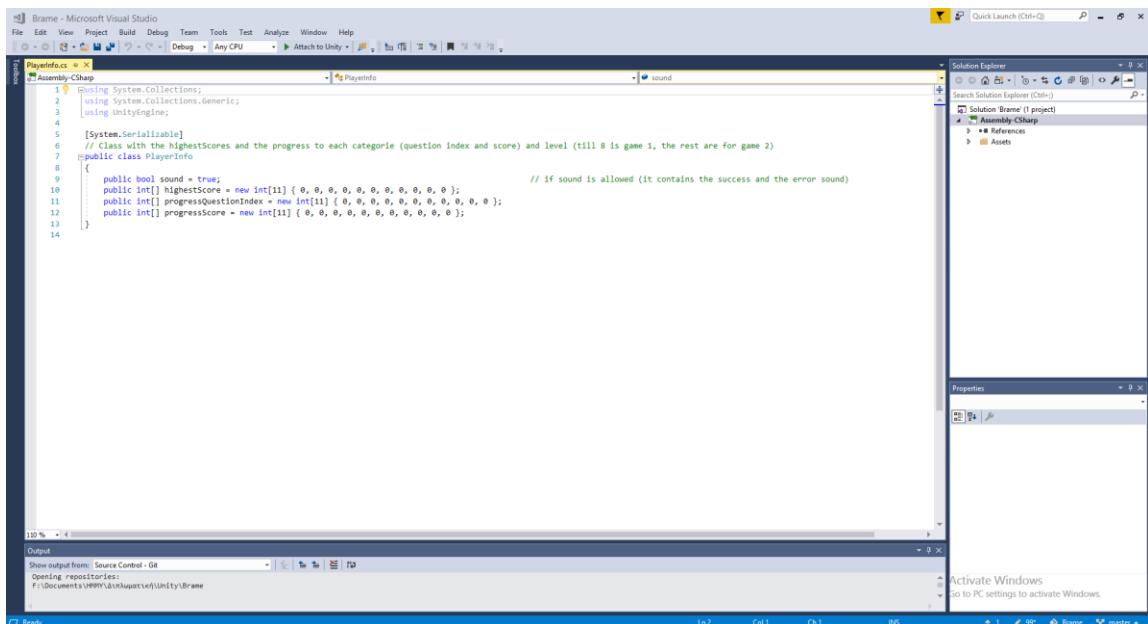 Brame - Microsoft Visual Studio
Quick Launch (Ctrl+Q)
File Edit View Project Build Debug Team Tools Test Analyze Window Help
Debug Any CPU Attach to Unity
Toolbox
PlayerInfo.cs
Assembly-CSharp PlayerInfo sound
1 using System.Collections;
2 using System.Collections.Generic;
3 using UnityEngine;
4
5 [System.Serializable]
6 // Class with the highestScores and the progress to each categorie (question index and score) and level (till 8 is game 1, the rest are for game 2)
7 public class PlayerInfo
8 {
9 public bool sound = true; // if sound is allowed (it contains the success and the error sound)
10 public int[] highestScore = new int[11] { 0, 0, 0, 0, 0, 0, 0, 0, 0, 0, 0 };
11 public int[] progressQuestionIndex = new int[11] { 0, 0, 0, 0, 0, 0, 0, 0, 0, 0, 0 };
12 public int[] progressScore = new int[11] { 0, 0, 0, 0, 0, 0, 0, 0, 0, 0, 0 };
13 }
14
110 %
Output
Show output from: Source Control - Git
Opening repositories:
F:\Documents\ΗΜΜΥ\Διπλωματική\Unity\Brame
Solution Explorer
Search Solution Explorer (Ctrl+;)
Solution 'Brame' (1 project)
Assembly-CSharp
References
Assets
Properties
Activate Windows
Go to PC settings to activate Windows.
Ready Ln 2 Col 1 Ch 1 INS 1 99* Brame master